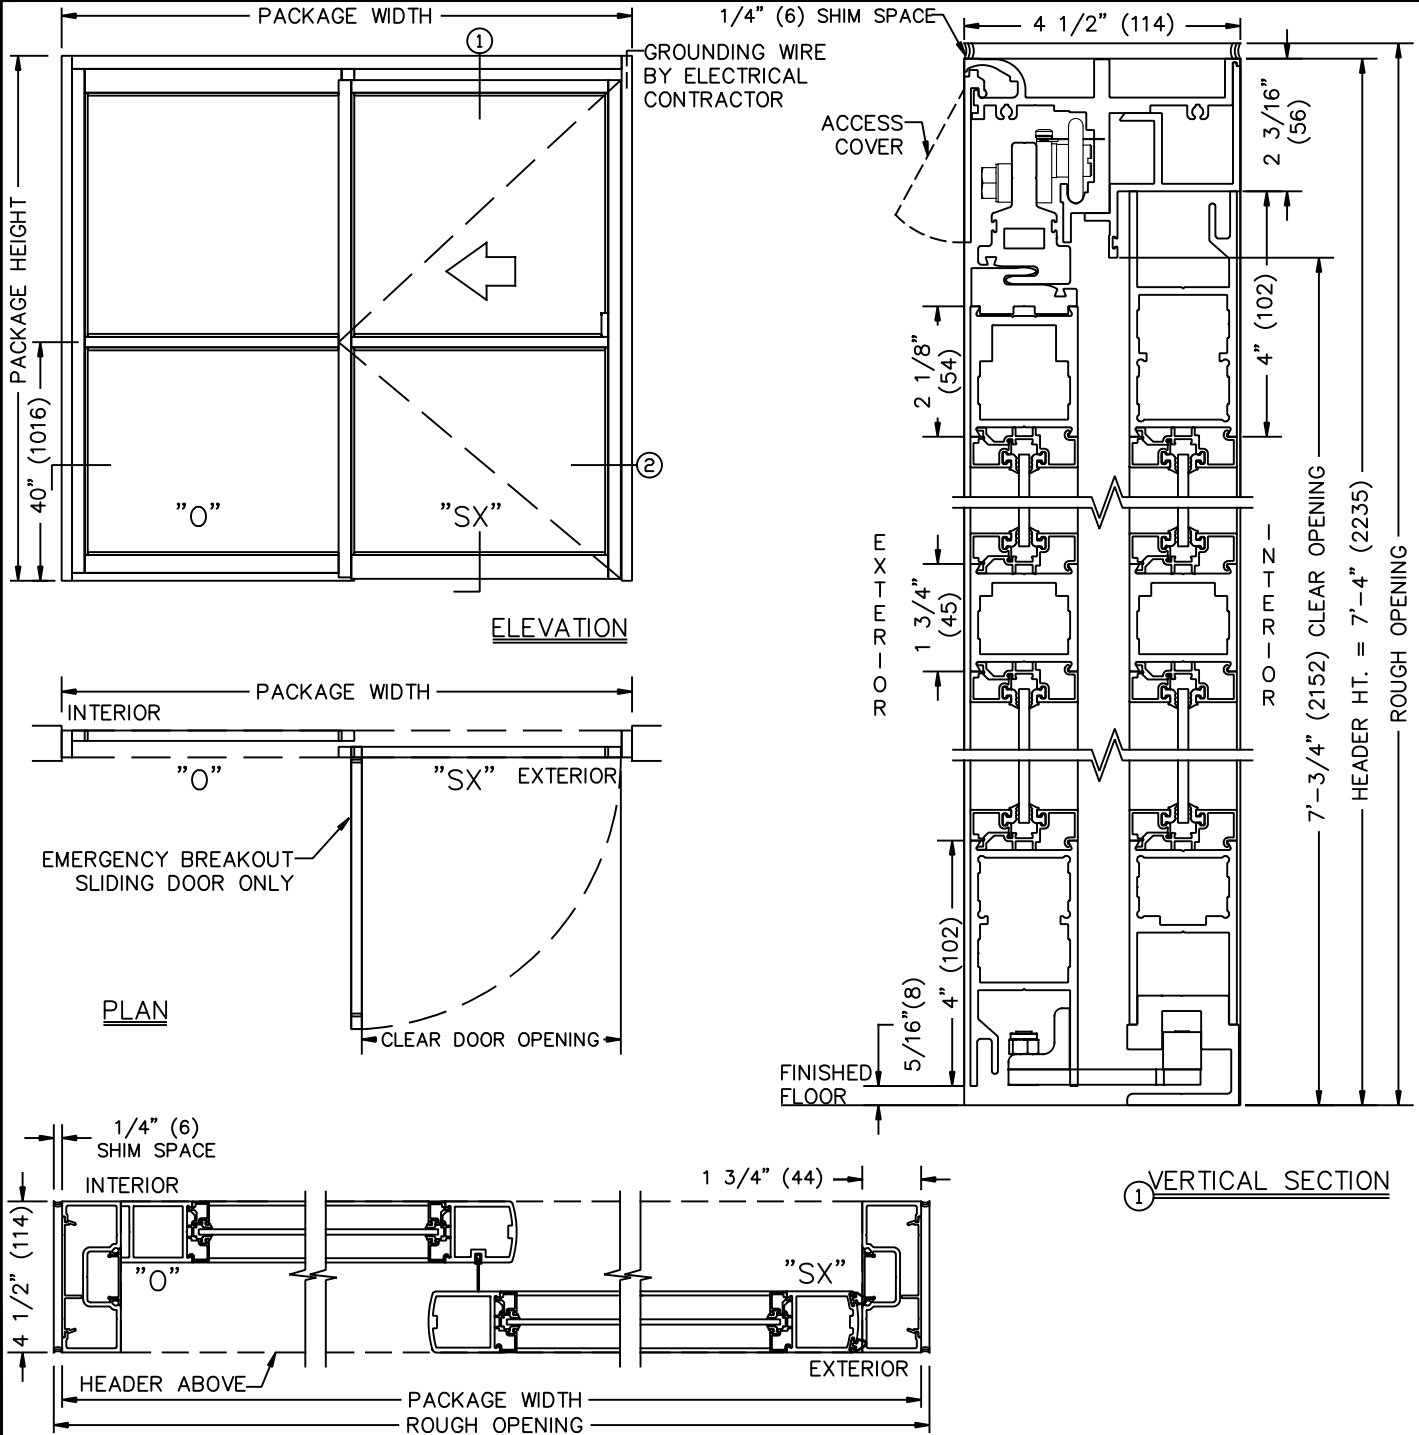 PACKAGE WIDTH
1
GROUNDING WIRE
BY ELECTRICAL
CONTRACTOR
PACKAGE HEIGHT
40" (1016)
2
"O"
"SX"
ELEVATION
PACKAGE WIDTH
INTERIOR
"O"
"SX"
EXTERIOR
EMERGENCY BREAKOUT
SLIDING DOOR ONLY
PLAN
CLEAR DOOR OPENING
1/4" (6) SHIM SPACE
4 1/2" (114)
ACCESS
COVER
2 3/16"
(56)
4" (102)
2 1/8"
(54)
EXTERIOR
1 3/4"
(45)
INTERIOR
7'-3/4" (2152) CLEAR OPENING
HEADER HT. = 7'-4" (2235)
ROUGH OPENING
4" (102)
5/16"(8)
FINISHED
FLOOR
1 VERTICAL SECTION
1/4" (6)
SHIM SPACE
INTERIOR
1 3/4" (44)
4 1/2" (114)
"O"
"SX"
EXTERIOR
HEADER ABOVE
PACKAGE WIDTH
ROUGH OPENING